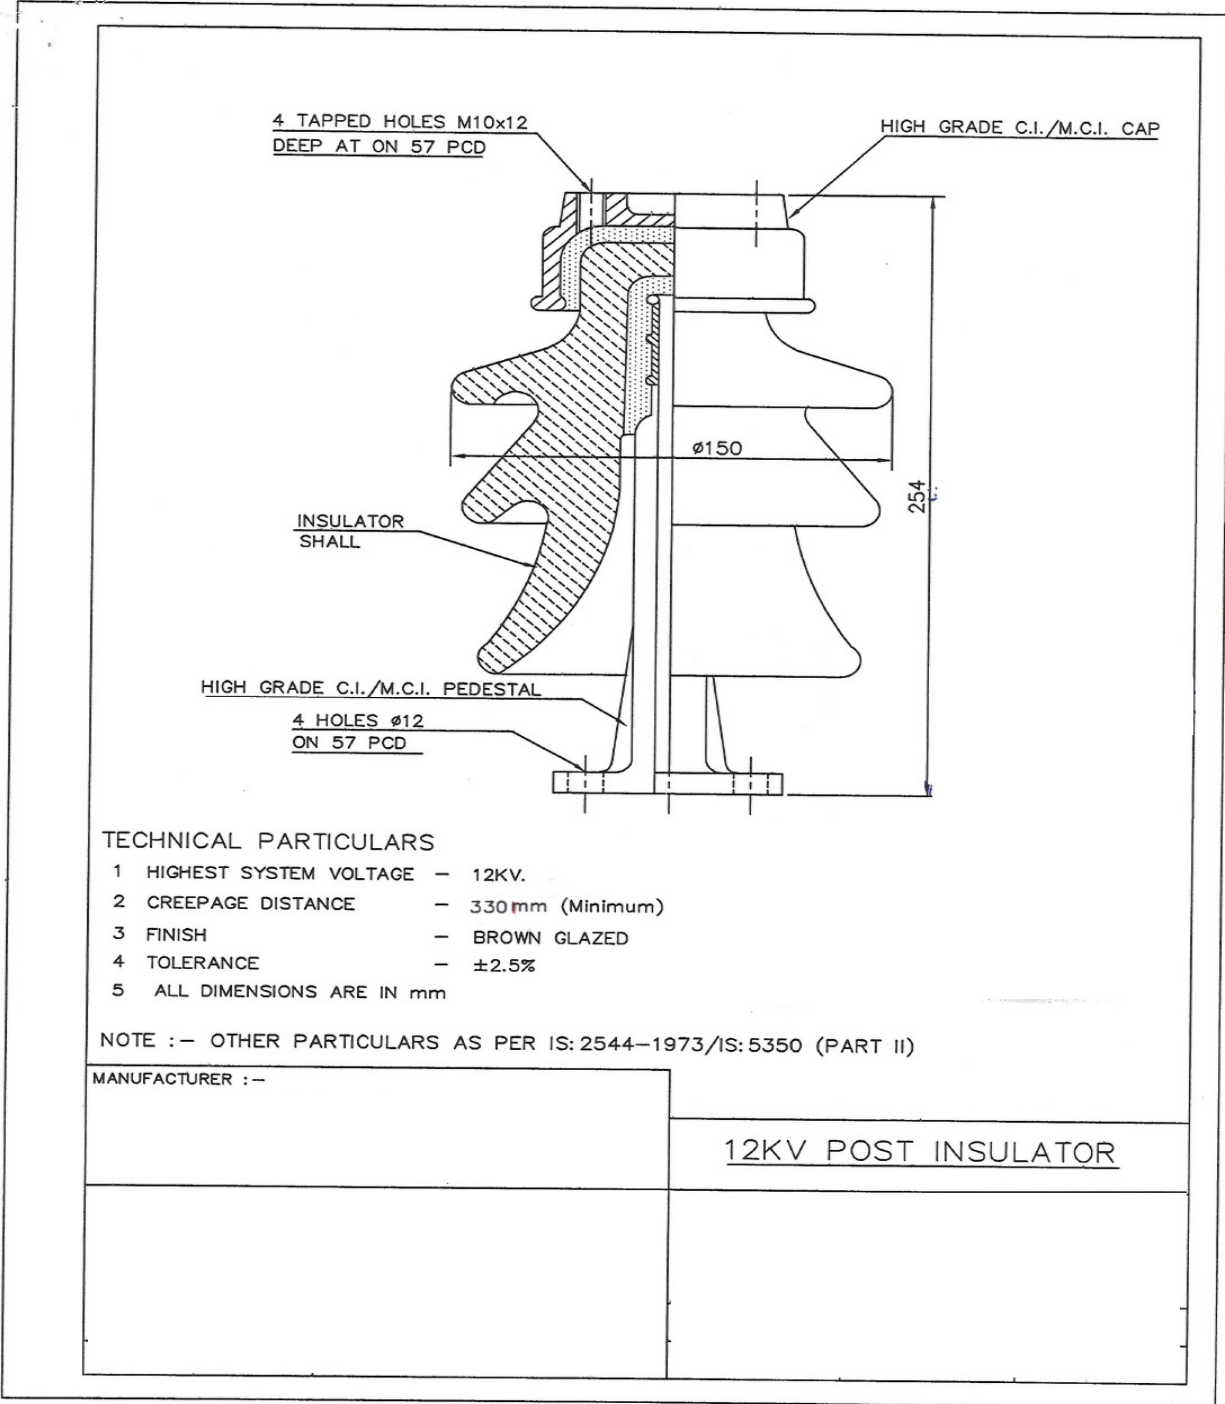 4 TAPPED HOLES M10x12
DEEP AT ON 57 PCD
HIGH GRADE C.I./M.C.I. CAP
ø150
254
INSULATOR
SHALL
HIGH GRADE C.I./M.C.I. PEDESTAL
4 HOLES ø12
ON 57 PCD
TECHNICAL PARTICULARS
1 HIGHEST SYSTEM VOLTAGE – 12KV.
2 CREEPAGE DISTANCE – 330mm (Minimum)
3 FINISH – BROWN GLAZED
4 TOLERANCE – ±2.5%
5 ALL DIMENSIONS ARE IN mm
NOTE :– OTHER PARTICULARS AS PER IS:2544–1973/IS:5350 (PART II)
MANUFACTURER :–
12KV POST INSULATOR